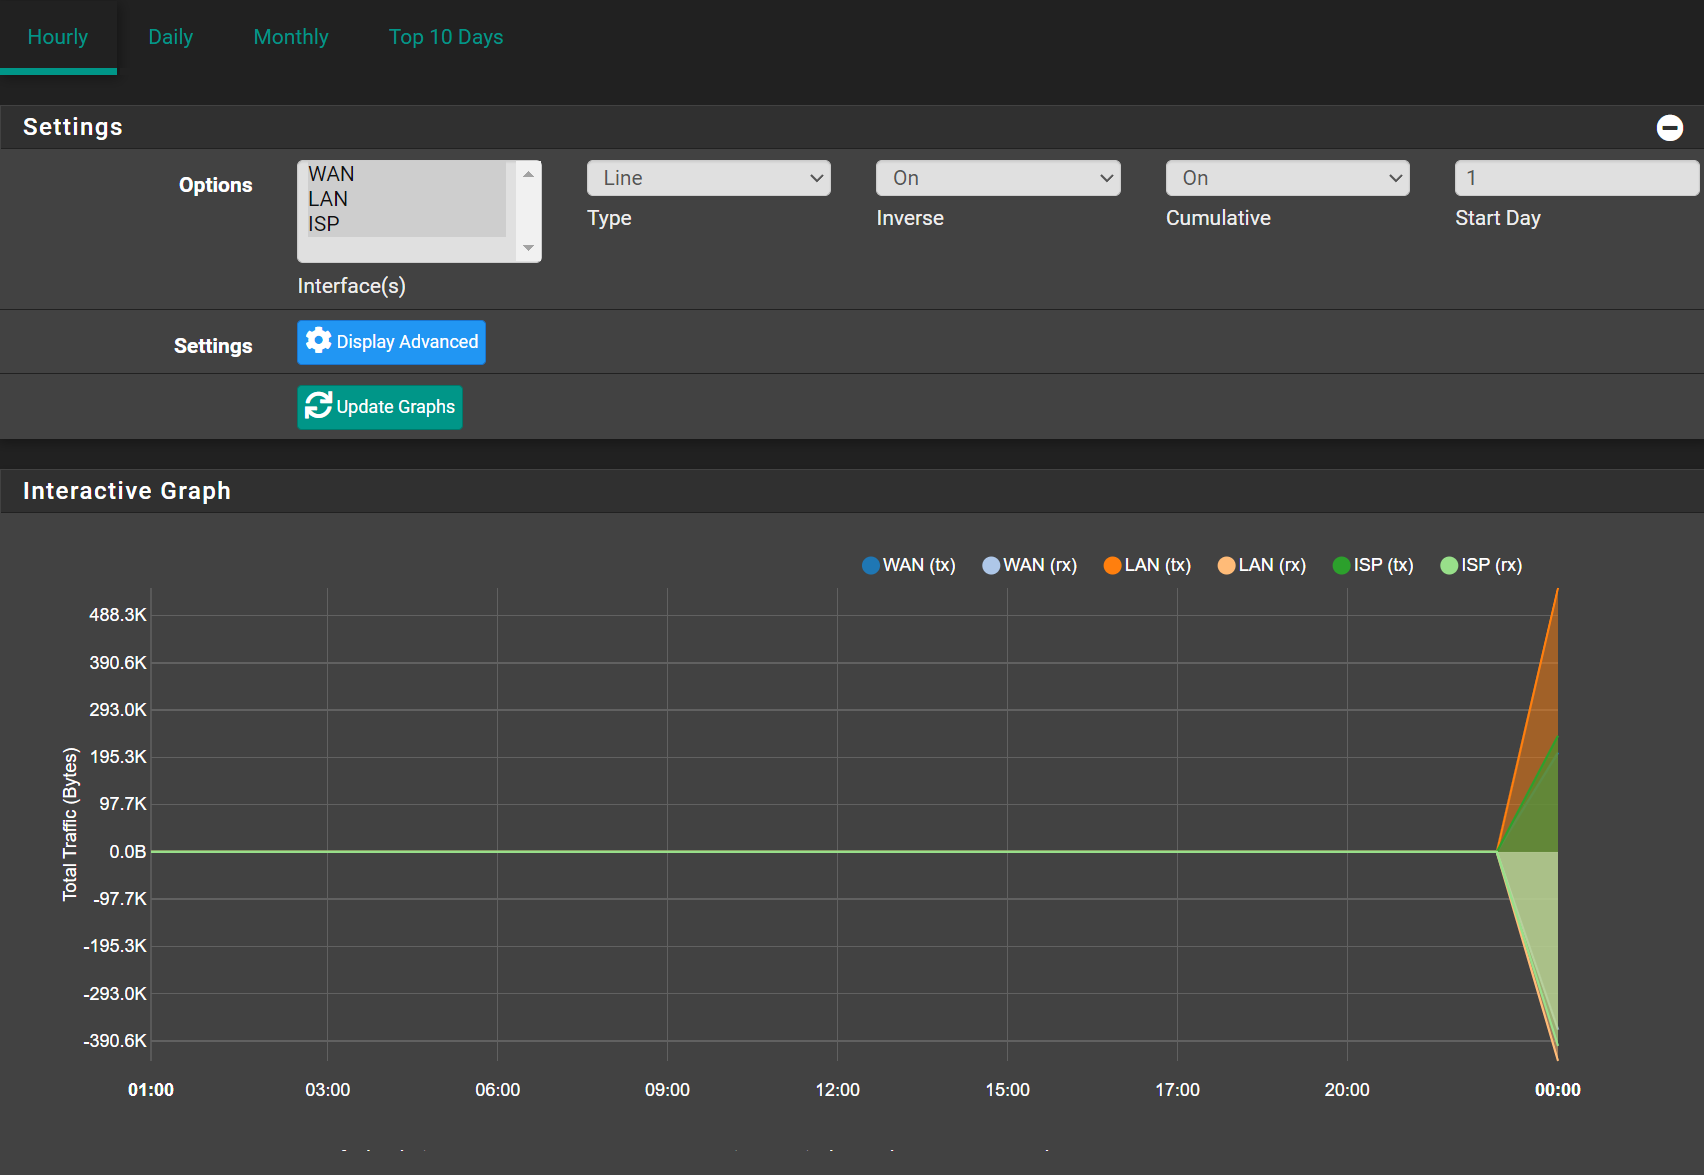 Hourly Daily Monthly Top 10 Days
Settings
Options
WAN
LAN
ISP
Interface(s)
Line
Type
On
Inverse
On
Cumulative
1
Start Day
Settings
Display Advanced
Update Graphs
Interactive Graph
WAN (tx) WAN (rx) LAN (tx) LAN (rx) ISP (tx) ISP (rx)
Total Traffic (Bytes)
488.3K
390.6K
293.0K
195.3K
97.7K
0.0B
-97.7K
-195.3K
-293.0K
-390.6K
01:00 03:00 06:00 09:00 12:00 15:00 17:00 20:00 00:00